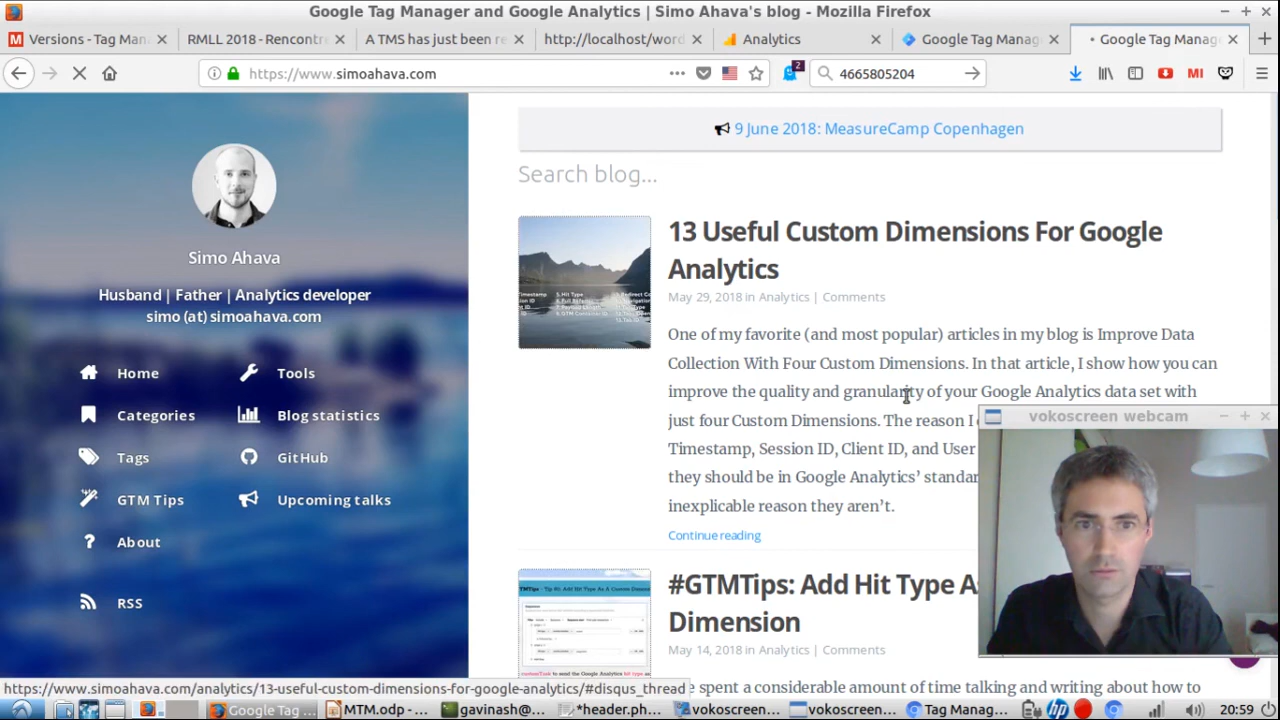 Google Tag Manager and Google Analytics | Simo Ahava's blog - Mozilla Firefox
Versions - Tag Man
RMLL 2018 - Rencontre
A TMS has just been re
http://localhost/word
Analytics
Google Tag Manag
Google Tag Manage
https://www.simoahava.com
2
4665805204
MI
9 June 2018: MeasureCamp Copenhagen
Search blog...
Simo Ahava
Husband | Father | Analytics developer
simo (at) simoahava.com
Home
Tools
Categories
Blog statistics
Tags
GitHub
GTM Tips
Upcoming talks
About
RSS
13 Useful Custom Dimensions For Google
Analytics
May 29, 2018 in Analytics | Comments
One of my favorite (and most popular) articles in my blog is Improve Data
Collection With Four Custom Dimensions. In that article, I show how you can
improve the quality and granularity of your Google Analytics data set with
just four Custom Dimensions. The reason I
Timestamp, Session ID, Client ID, and User
they should be in Google Analytics' standar
inexplicable reason they aren't.
Continue reading
vokoscreen webcam
#GTMTips: Add Hit Type A
Dimension
May 14, 2018 in Analytics | Comments
spent a considerable amount of time talking and writing about how to
https://www.simoahava.com/analytics/13-useful-custom-dimensions-for-google-analytics/#disqus_thread
Google Tag ...
MTM.odp - ...
gavinash@...
*header.ph...
vokoscreen...
vokoscreen...
Tag Manag...
20:59